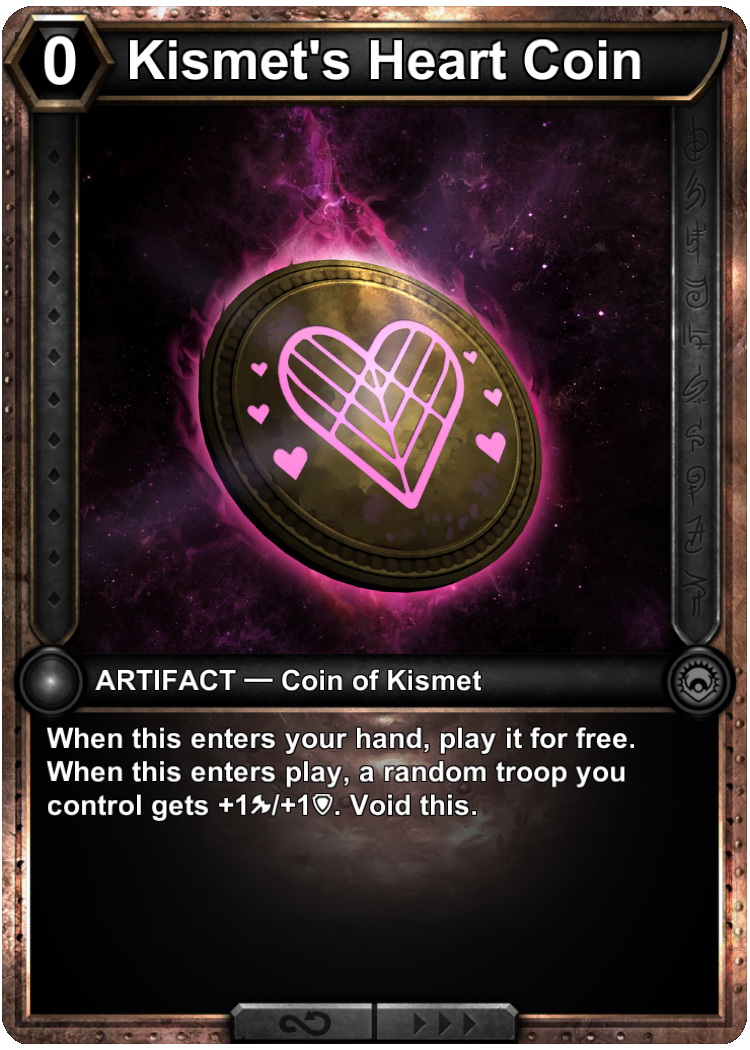 0
Kismet's Heart Coin
ARTIFACT — Coin of Kismet
When this enters your hand, play it for free.
When this enters play, a random troop you
control gets +1/+1. Void this.